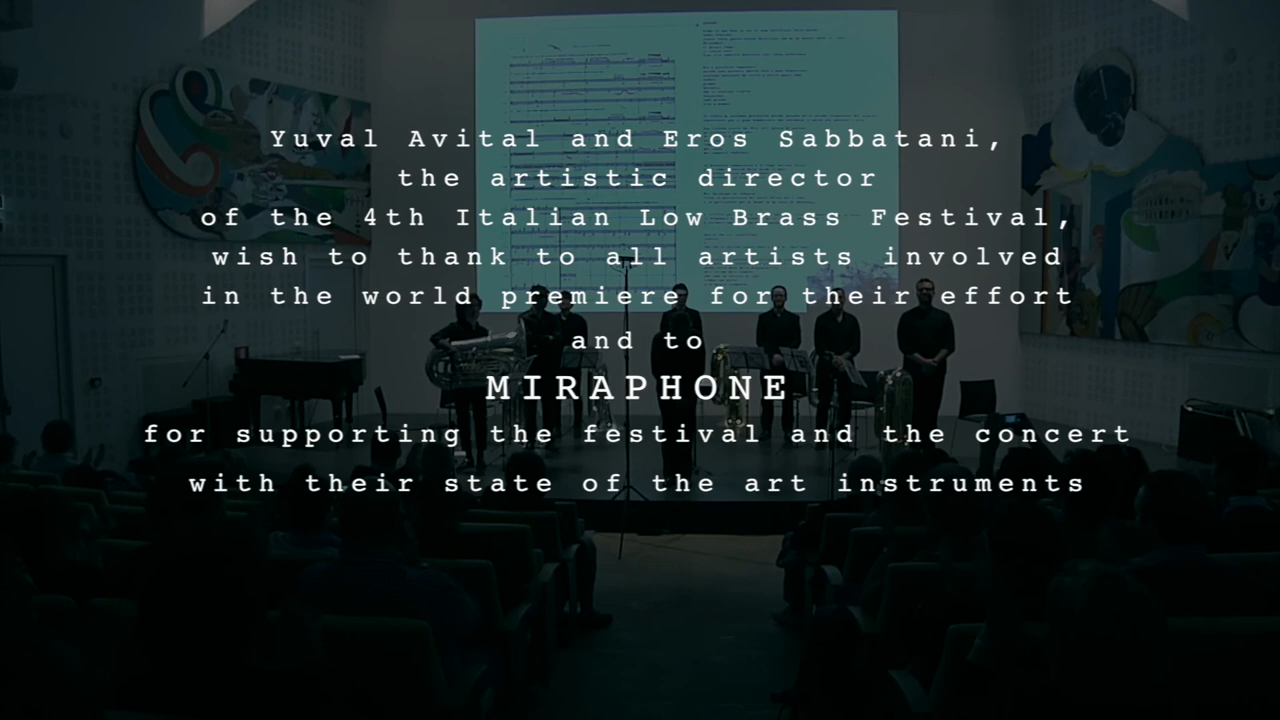 Yuval Avital and Eros Sabbatani,
the artistic director
of the 4th Italian Low Brass Festival,
wish to thank to all artists involved
in the world premiere for their effort
and to
MIRAPHONE
for supporting the festival and the concert
with their state of the art instruments